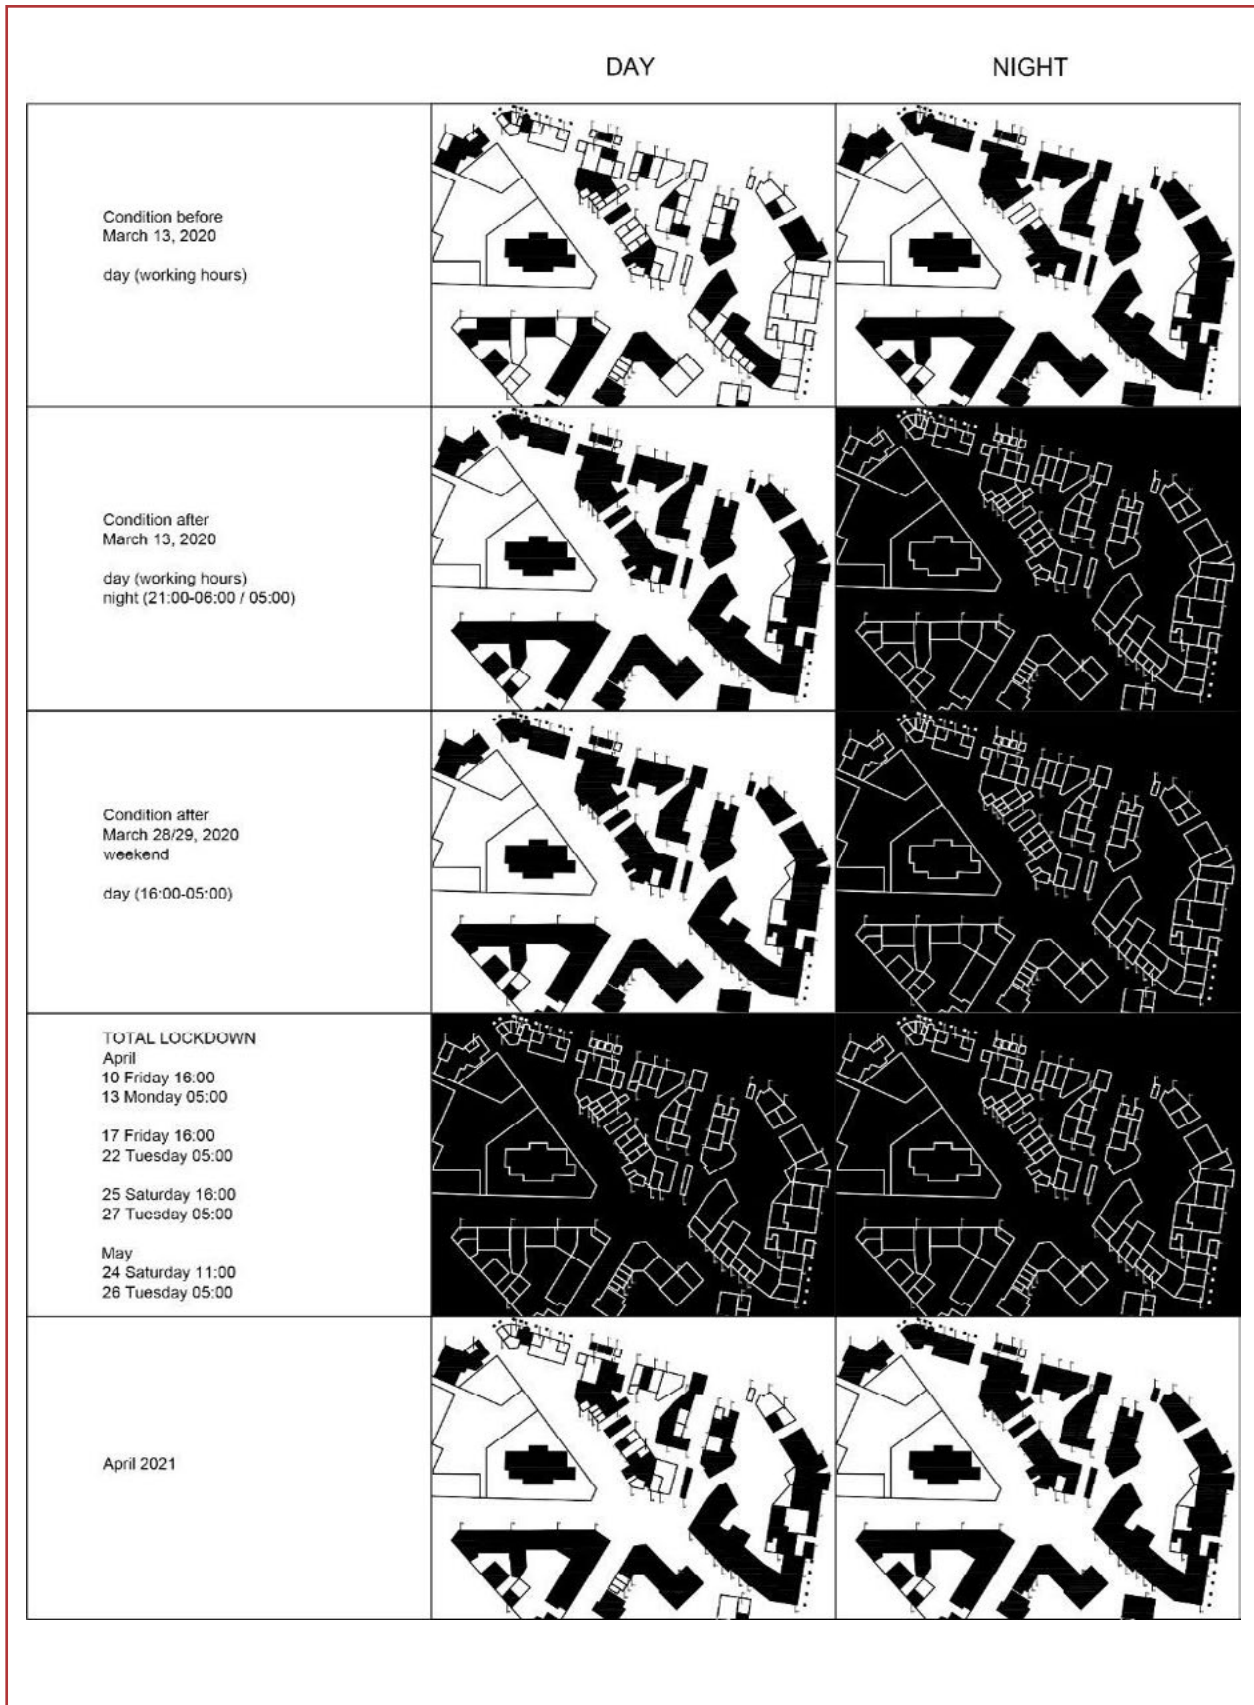 DAY
NIGHT
Condition before
March 13, 2020
day (working hours)
Condition after
March 13, 2020
day (working hours)
night (21:00-06:00 / 05:00)
Condition after
March 28/29, 2020
weekend
day (16:00-05:00)
TOTAL LOCKDOWN
April
10 Friday 16:00
13 Monday 05:00
17 Friday 16:00
22 Tuesday 05:00
25 Saturday 16:00
27 Tuesday 05:00
May
24 Saturday 11:00
26 Tuesday 05:00
April 2021